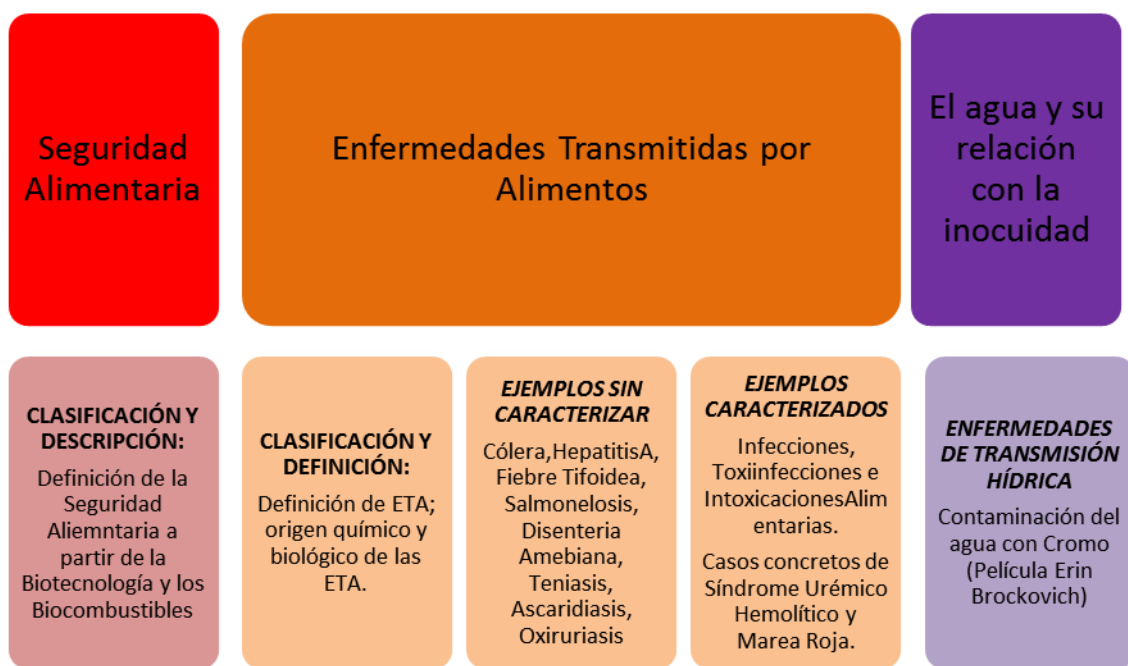 Seguridad
Alimentaria
Enfermedades Transmitidas por
Alimentos
El agua y su
relación
con la
inocuidad
CLASIFICACIÓN Y
DESCRIPCIÓN:
Definición de la
Seguridad
Aliemntaria a
partir de la
Biotecnología y los
Biocombustibles
CLASIFICACIÓN Y
DEFINICIÓN:
Definición de ETA;
origen químico y
biológico de las
ETA.
EJEMPLOS SIN
CARACTERIZAR
Cólera,HepatitisA,
Fiebre Tifoidea,
Salmonelosis,
Disenteria
Amebiana,
Teniasis,
Ascaridiasis,
Oxiruriasis
EJEMPLOS
CARACTERIZADOS
Infecciones,
Toxiinfecciones e
IntoxicacionesAlim
entarias.
Casos concretos de
Síndrome Urémico
Hemolítico y
Marea Roja.
ENFERMEDADES
DE TRANSMISIÓN
HÍDRICA
Contaminación del
agua con Cromo
(Película Erin
Brockovich)